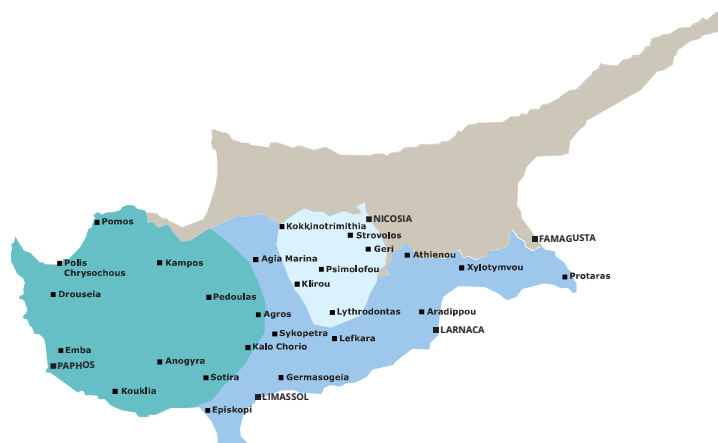 NICOSIA
Pomos
Kokkinotrimithia
Strovolos
FAMAGUSTA
Geri
Athienou
Agia Marina
Polis
Chrysochous
Kampos
Psimolofou
Xylotymvou
Protaras
Klirou
Drouseia
Pedoulas
Agros
Lythrodontas
Aradippou
LARNACA
Sykopetra
Lefkara
Kalo Chorio
Emba
PAPHOS
Anogyra
Sotira
Germasogeia
Kouklia
LIMASSOL
Episkopi